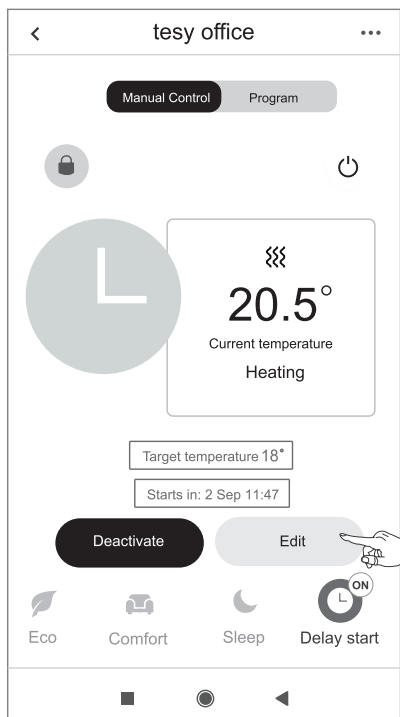 tesy office
Manual Control Program
20.5°
Current temperature
Heating
Target temperature 18°
Starts in: 2 Sep 11:47
Deactivate Edit
ON
Eco Comfort Sleep Delay start